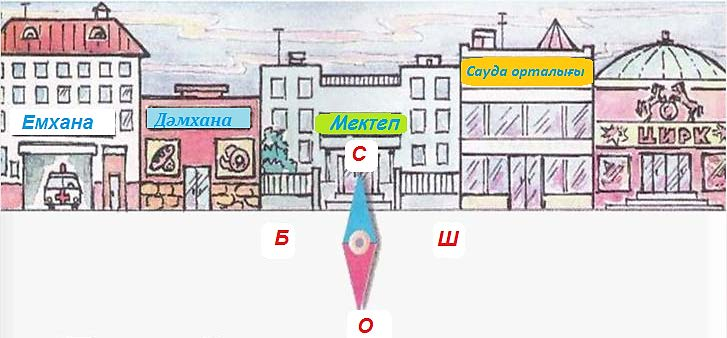 Емхана
Дәмхана
Мектеп
Сауда орталығы
ЦИРК
С
Б
Ш
О